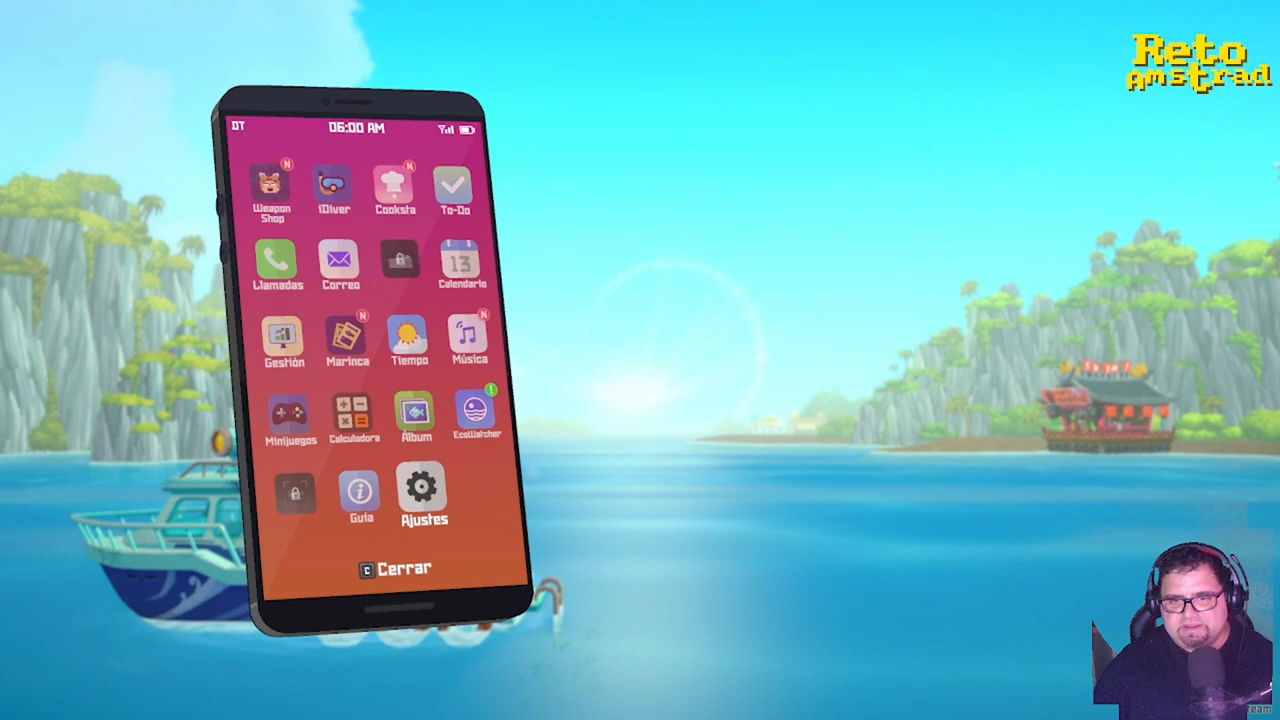 Reto
Amstrad
DT
06:00 AM
N
N
Weapon
Shop
iDiver
Cooksta
To-Do
Llamadas
Correo
13
Calendario
N
N
Gestión
Marinca
Tiempo
Música
!
Minijuegos
Calculadora
Álbum
EcoWatcher
Guía
Ajustes
C Cerrar